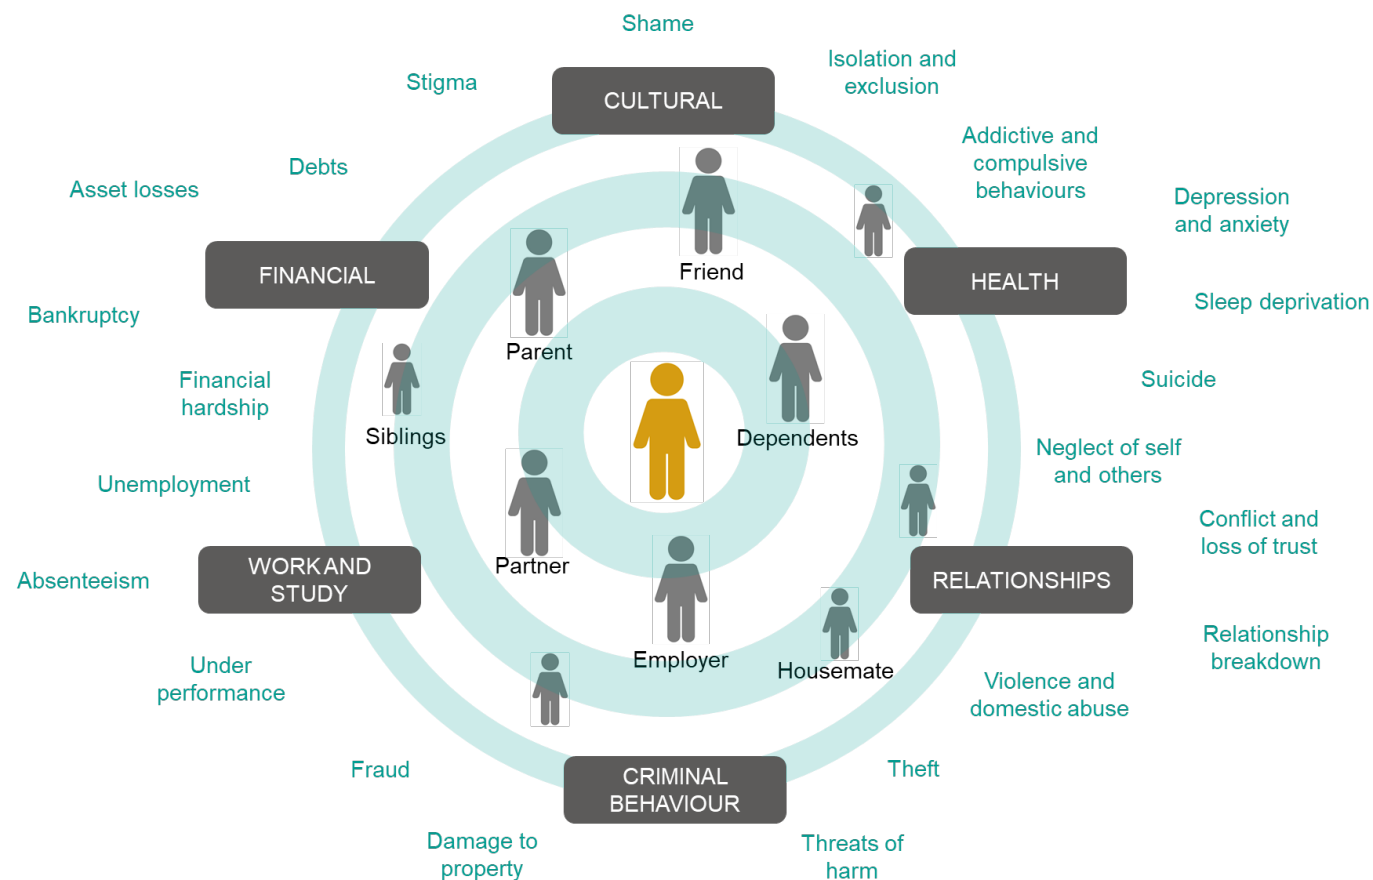 Shame
Stigma
CULTURAL
Isolation and
exclusion
Addictive and
compulsive
behaviours
Debts
Asset losses
Depression
and anxiety
FINANCIAL
Friend
HEALTH
Bankruptcy
Sleep deprivation
Parent
Financial
hardship
Suicide
Siblings
Dependents
Neglect of self
and others
Unemployment
Conflict and
loss of trust
Partner
Absenteeism
WORK AND
STUDY
RELATIONSHIPS
Relationship
breakdown
Employer
Housemate
Under
performance
Violence and
domestic abuse
Fraud
CRIMINAL
BEHAVIOUR
Theft
Damage to
property
Threats of
harm